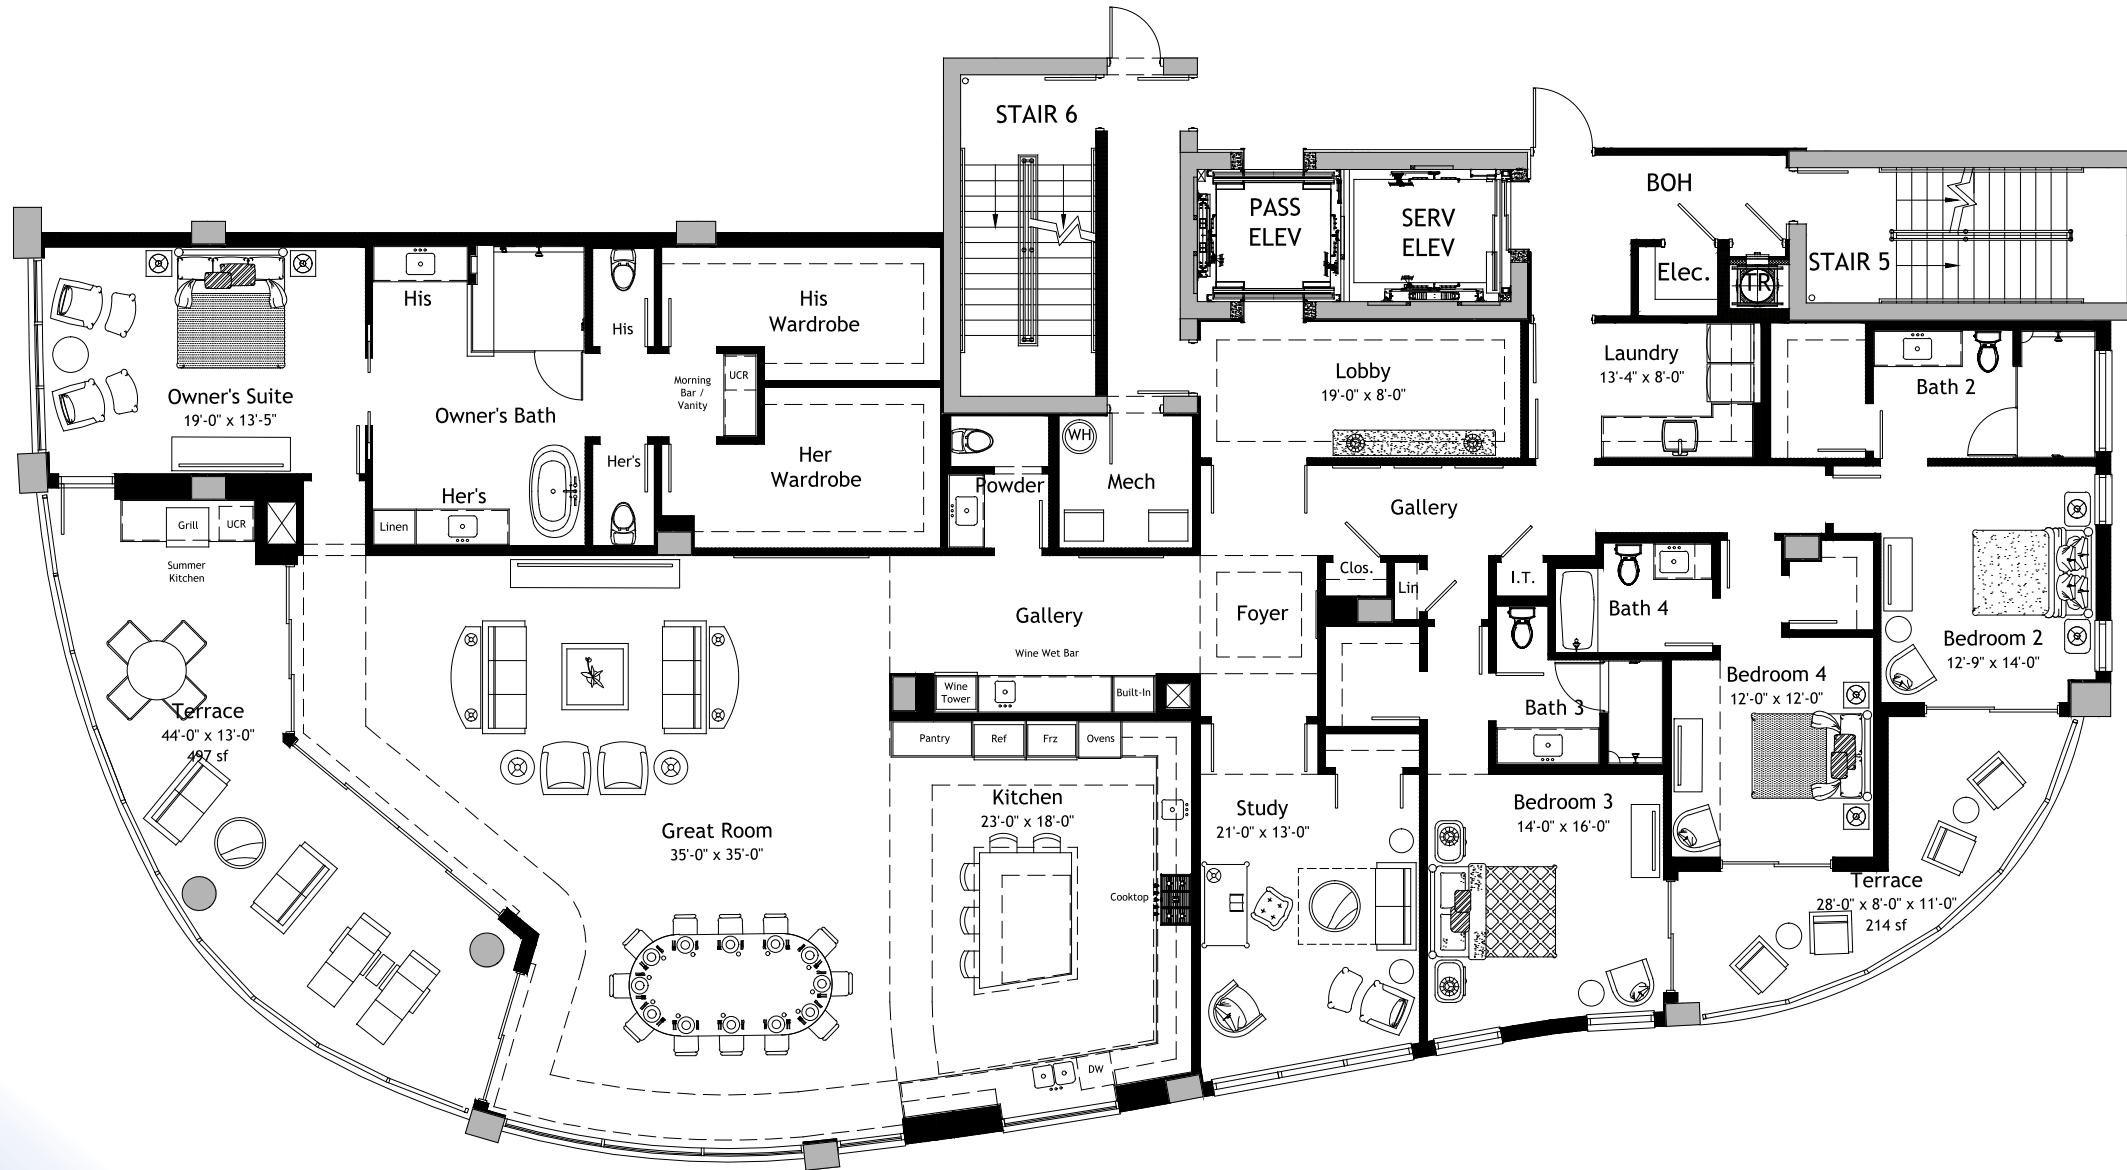 STAIR 6
PASS
ELEV
SERV
ELEV
BOH
Elec.
TR
STAIR 5
His
His
His
Wardrobe
Owner's Suite
19'-0" x 13'-5"
Owner's Bath
Morning
Bar /
Vanity
UCR
Lobby
19'-0" x 8'-0"
Laundry
13'-4" x 8'-0"
Bath 2
WH
Her's
Her
Wardrobe
Powder
Mech
Her's
Linen
Grill
UCR
Summer
Kitchen
Gallery
Clos.
Lin
I.T.
Bath 4
Gallery
Wine Wet Bar
Foyer
Bedroom 2
12'-9" x 14'-0"
Bedroom 4
12'-0" x 12'-0"
Wine
Tower
Built-In
Bath 3
Terrace
44'-0" x 13'-0"
497 sf
Pantry
Ref
Frz
Ovens
Kitchen
23'-0" x 18'-0"
Study
21'-0" x 13'-0"
Bedroom 3
14'-0" x 16'-0"
Great Room
35'-0" x 35'-0"
Cooktop
Terrace
28'-0" x 8'-0" x 11'-0"
214 sf
DW